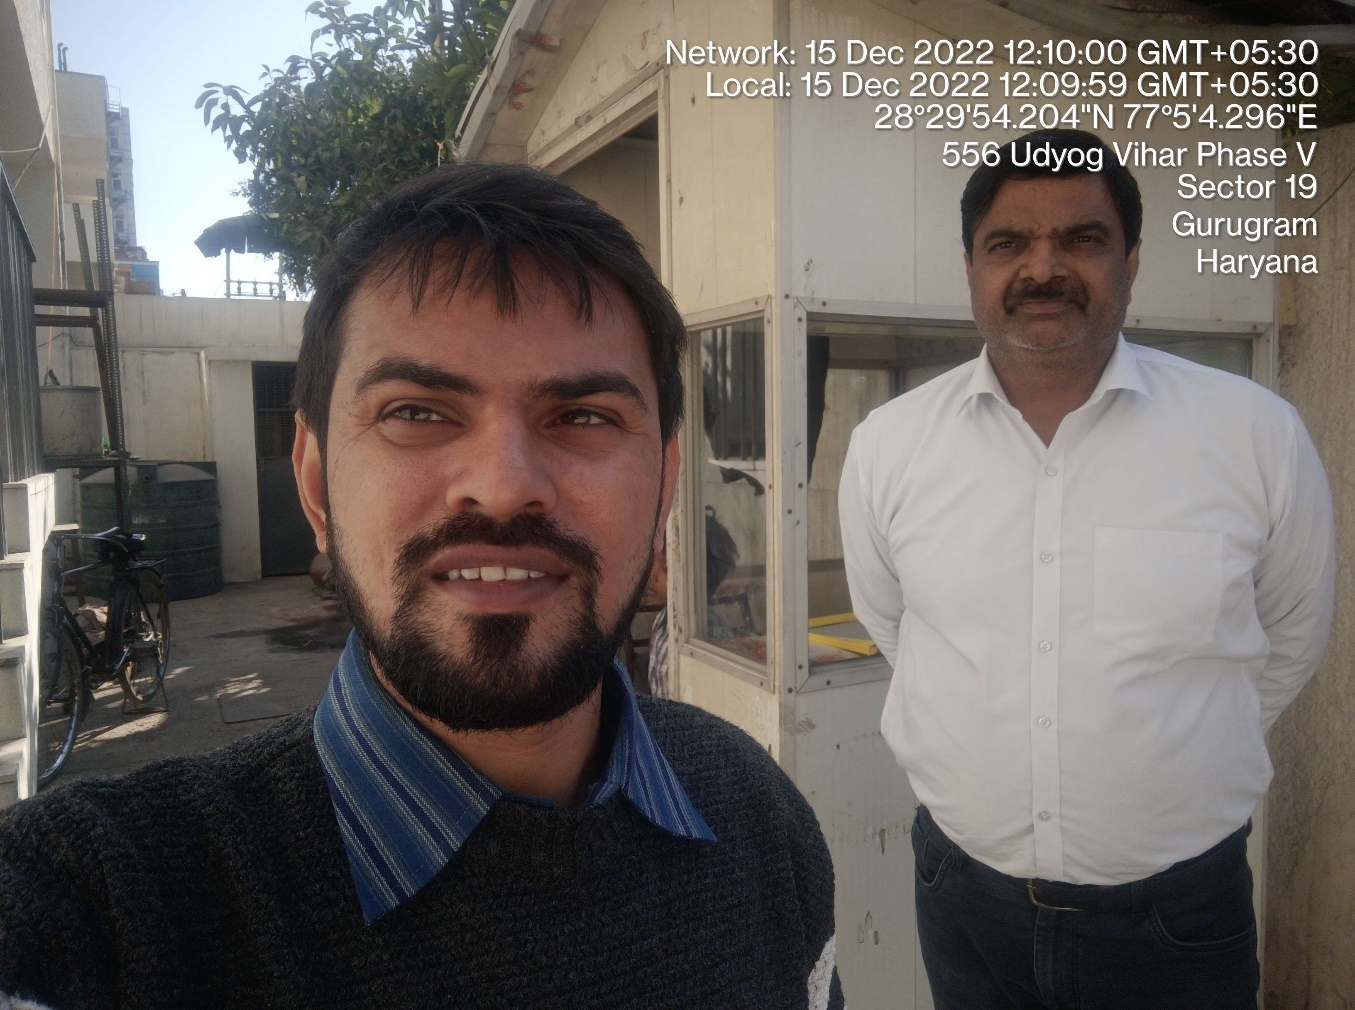 Network: 15 Dec 2022 12:10:00 GMT+05:30
Local: 15 Dec 2022 12:09:59 GMT+05:30
28°29'54.204"N 77°5'4.296"E
556 Udyog Vihar Phase V
Sector 19
Gurugram
Haryana